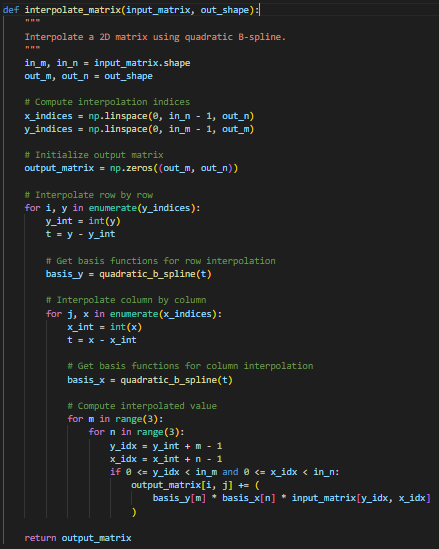 def interpolate_matrix(input_matrix, out_shape):
    """
    Interpolate a 2D matrix using quadratic B-spline.
    """
    in_m, in_n = input_matrix.shape
    out_m, out_n = out_shape

    # Compute interpolation indices
    x_indices = np.linspace(0, in_n - 1, out_n)
    y_indices = np.linspace(0, in_m - 1, out_m)

    # Initialize output matrix
    output_matrix = np.zeros((out_m, out_n))

    # Interpolate row by row
    for i, y in enumerate(y_indices):
        y_int = int(y)
        t = y - y_int

        # Get basis functions for row interpolation
        basis_y = quadratic_b_spline(t)

        # Interpolate column by column
        for j, x in enumerate(x_indices):
            x_int = int(x)
            t = x - x_int

            # Get basis functions for column interpolation
            basis_x = quadratic_b_spline(t)

            # Compute interpolated value
            for m in range(3):
                for n in range(3):
                    y_idx = y_int + m - 1
                    x_idx = x_int + n - 1
                    if 0 <= y_idx < in_m and 0 <= x_idx < in_n:
                        output_matrix[i, j] += (
                            basis_y[m] * basis_x[n] * input_matrix[y_idx, x_idx]
                        )

    return output_matrix